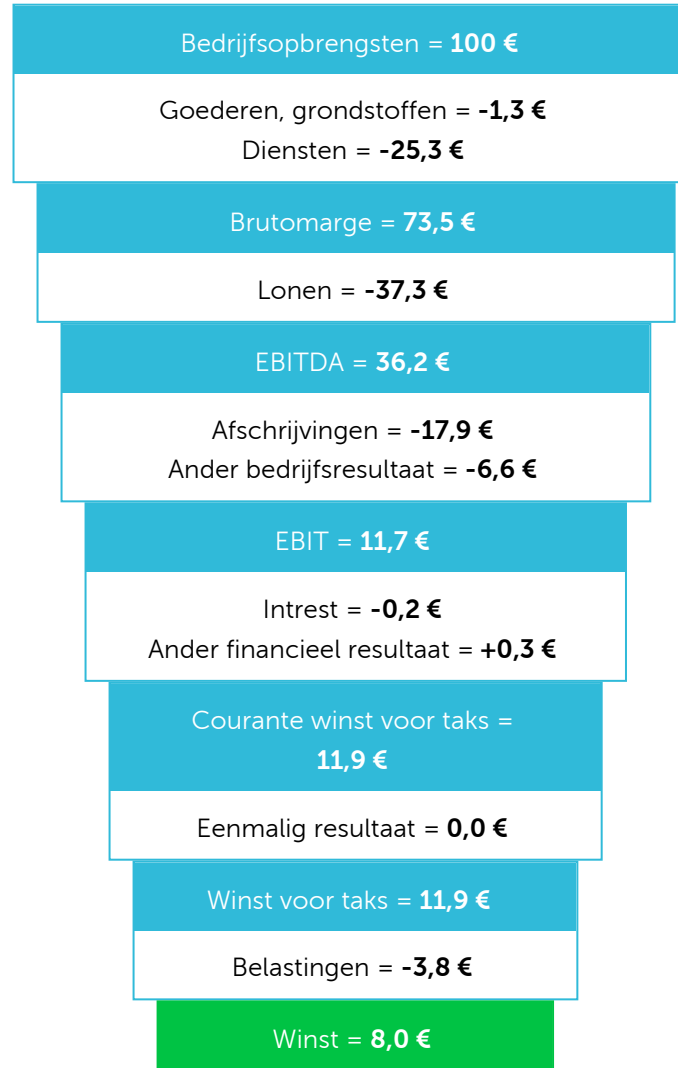 Bedrijfsopbrengsten = 100 €
Goederen, grondstoffen = -1,3 €
Diensten = -25,3 €
Brutomarge = 73,5 €
Lonen = -37,3 €
EBITDA = 36,2 €
Afschrijvingen = -17,9 €
Ander bedrijfsresultaat = -6,6 €
EBIT = 11,7 €
Intrest = -0,2 €
Ander financieel resultaat = +0,3 €
Courante winst voor taks =
11,9 €
Eenmalig resultaat = 0,0 €
Winst voor taks = 11,9 €
Belastingen = -3,8 €
Winst = 8,0 €